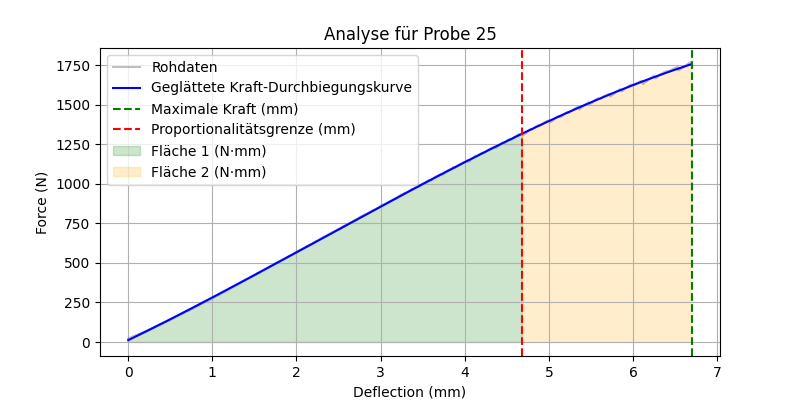 Analyse für Probe 25
Rohdaten
Geglättete Kraft-Durchbiegungskurve
Maximale Kraft (mm)
Proportionalitätsgrenze (mm)
Fläche 1 (N·mm)
Fläche 2 (N·mm)
Force (N)
1750
1500
1250
1000
750
500
250
0
0 1 2 3 4 5 6 7
Deflection (mm)